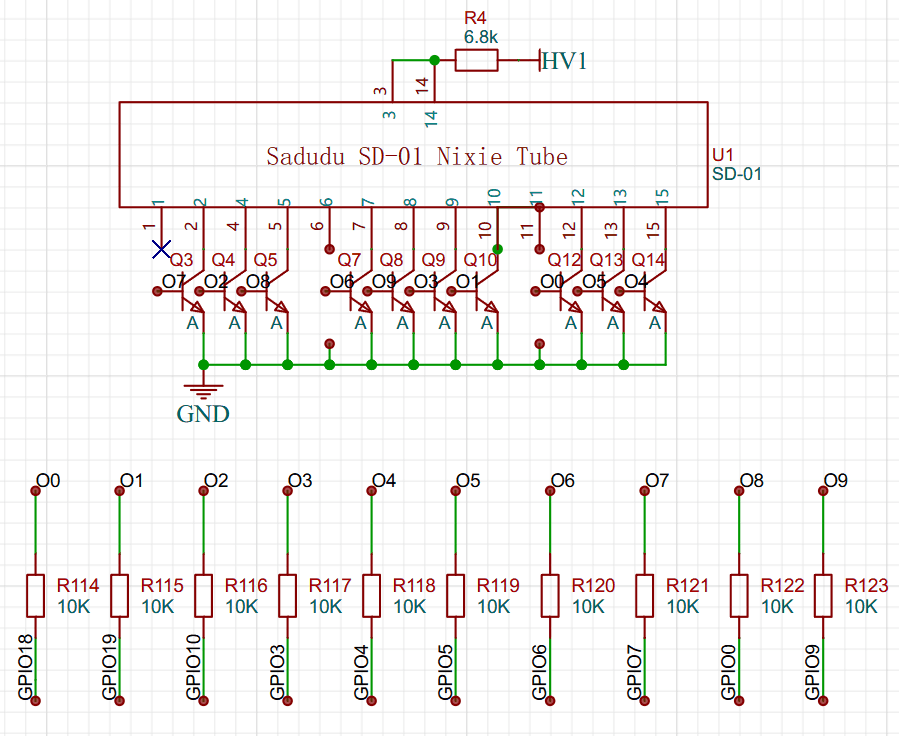 R4
6.8k
HV1
3
14
3
14
Sadudu SD-01 Nixie Tube
U1
SD-01
1 2 4 5 6 7 8 9 10 11 12 13 15
1 2 4 5 6 7 8 9 10 11 12 13 15
Q3 Q4 Q5 Q7 Q8 Q9 Q10 Q12 Q13 Q14
O7 O2 O8 O6 O9 O3 O1 O0 O5 O4
A A A A A A A A A A
GND
O0 O1 O2 O3 O4 O5 O6 O7 O8 O9
R114 R115 R116 R117 R118 R119 R120 R121 R122 R123
10K 10K 10K 10K 10K 10K 10K 10K 10K 10K
GPIO18 GPIO19 GPIO10 GPIO3 GPIO4 GPIO5 GPIO6 GPIO7 GPIO0 GPIO9